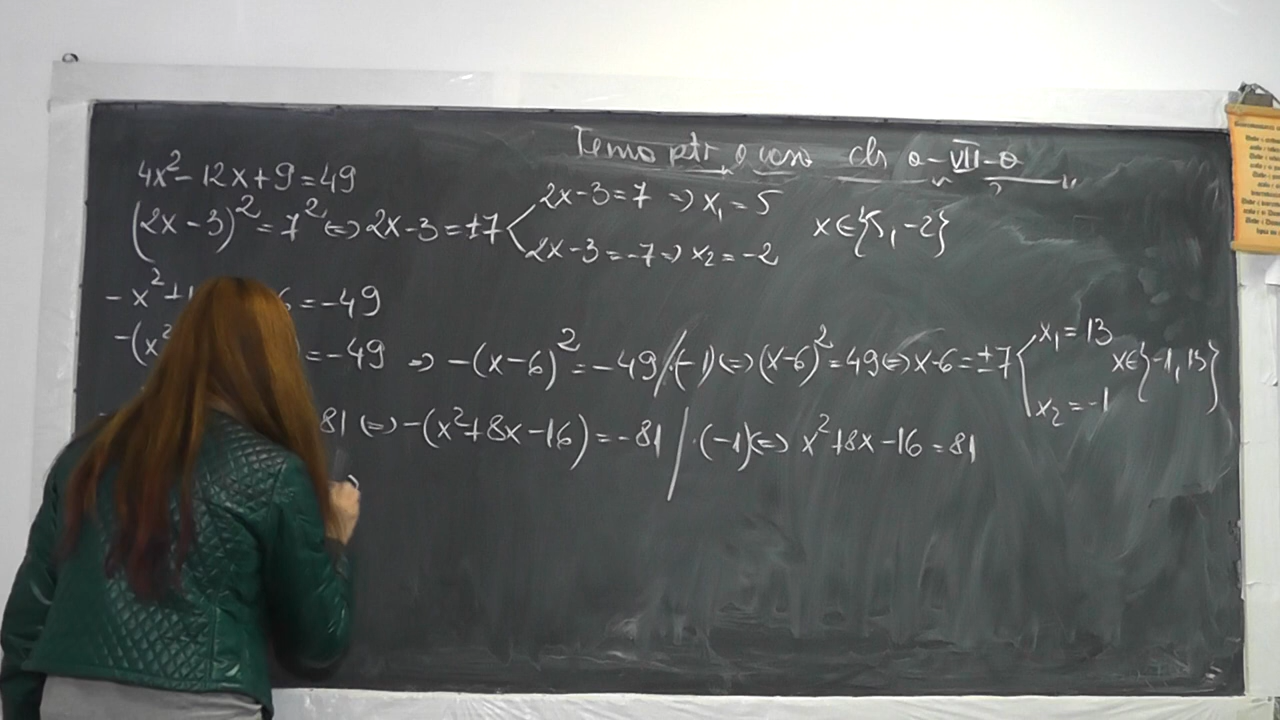 Temă ptr acasă cls a-VII-a
4x²-12x+9=49
(2x-3)²=7² <=> 2x-3=±7
2x-3=7 => x₁=5
2x-3=-7 => x₂=-2
x∈{5,-2}
-x²+1 6=-49
-(x² =-49 => -(x-6)²=-49 /·(-1) <=> (x-6)²=49 <=> x-6=±7
x₁=13
x₂=-1
x∈{-1,13}
81 <=> -(x²+8x-16)=-81 /·(-1) <=> x²+8x-16=81